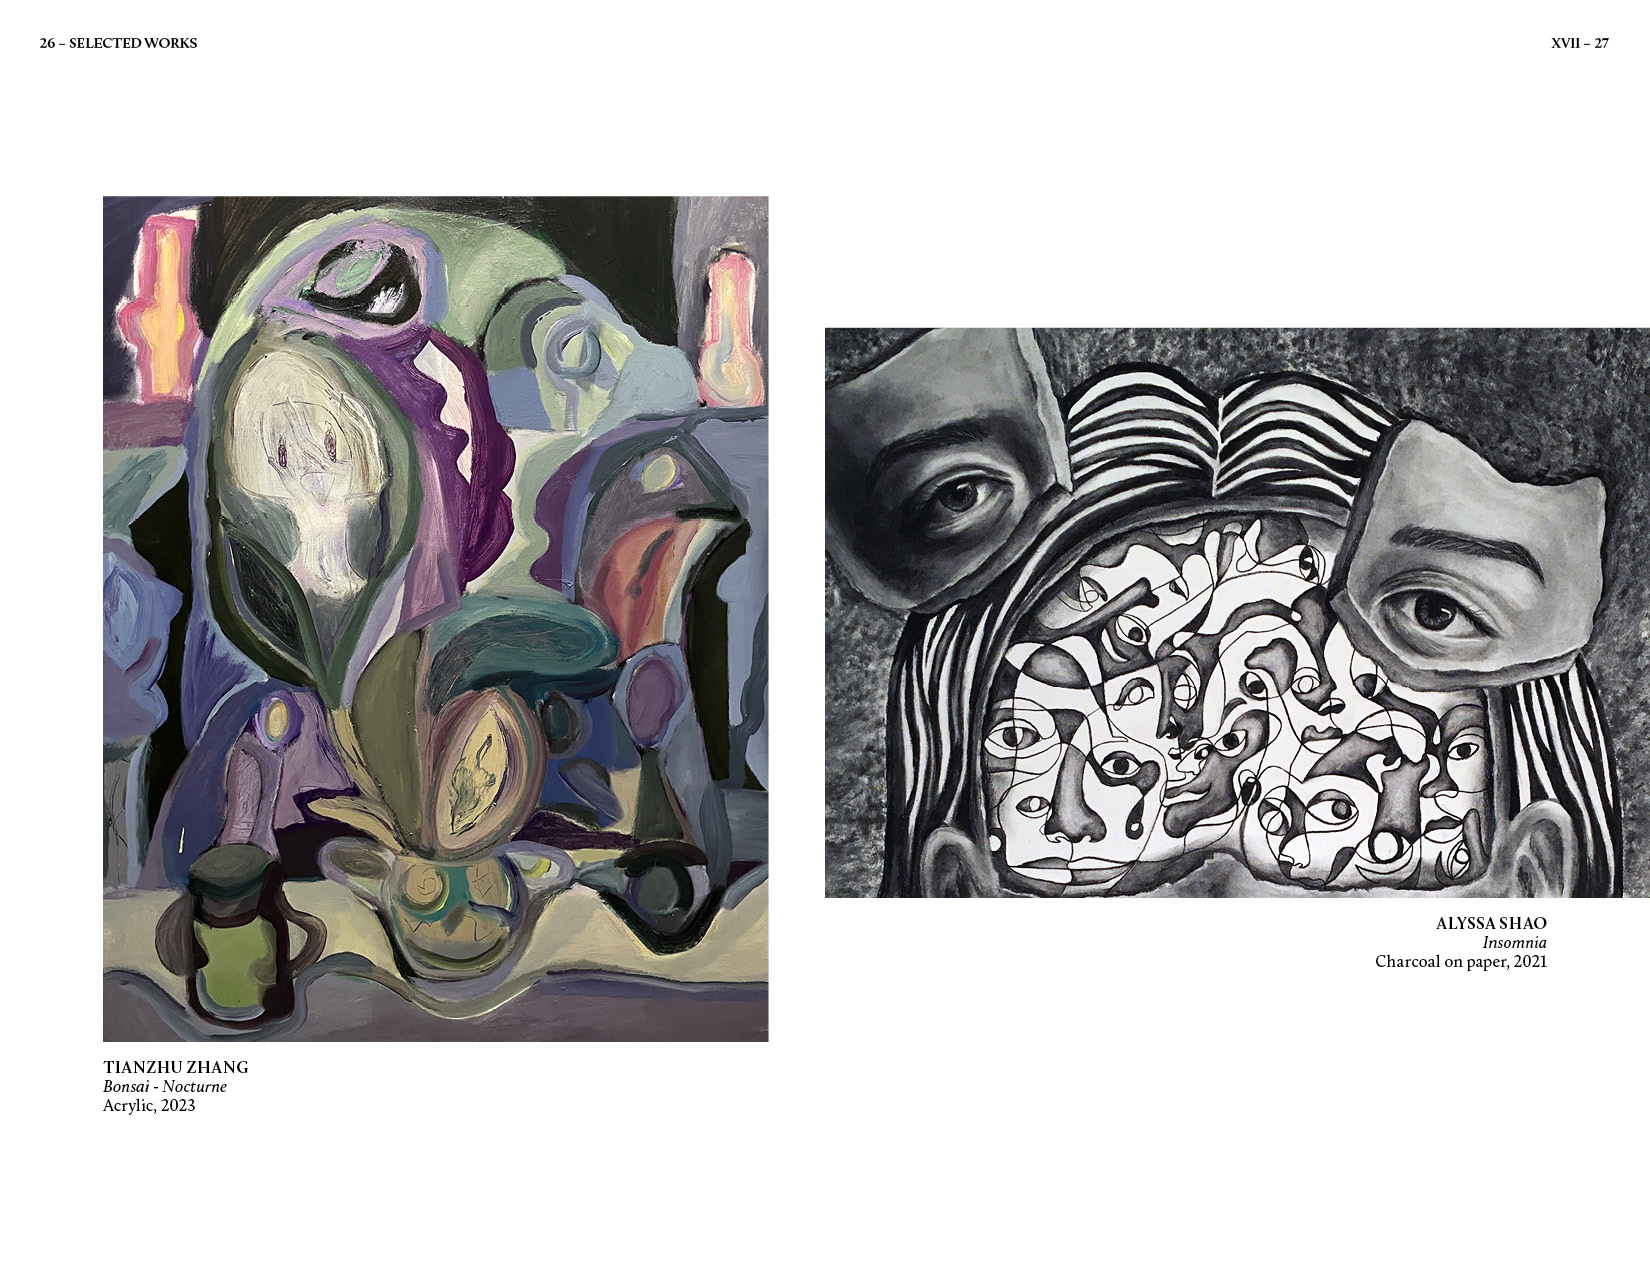 26 – SELECTED WORKS
XVII – 27
TIANZHU ZHANG
Bonsai - Nocturne
Acrylic, 2023
ALYSSA SHAO
Insomnia
Charcoal on paper, 2021